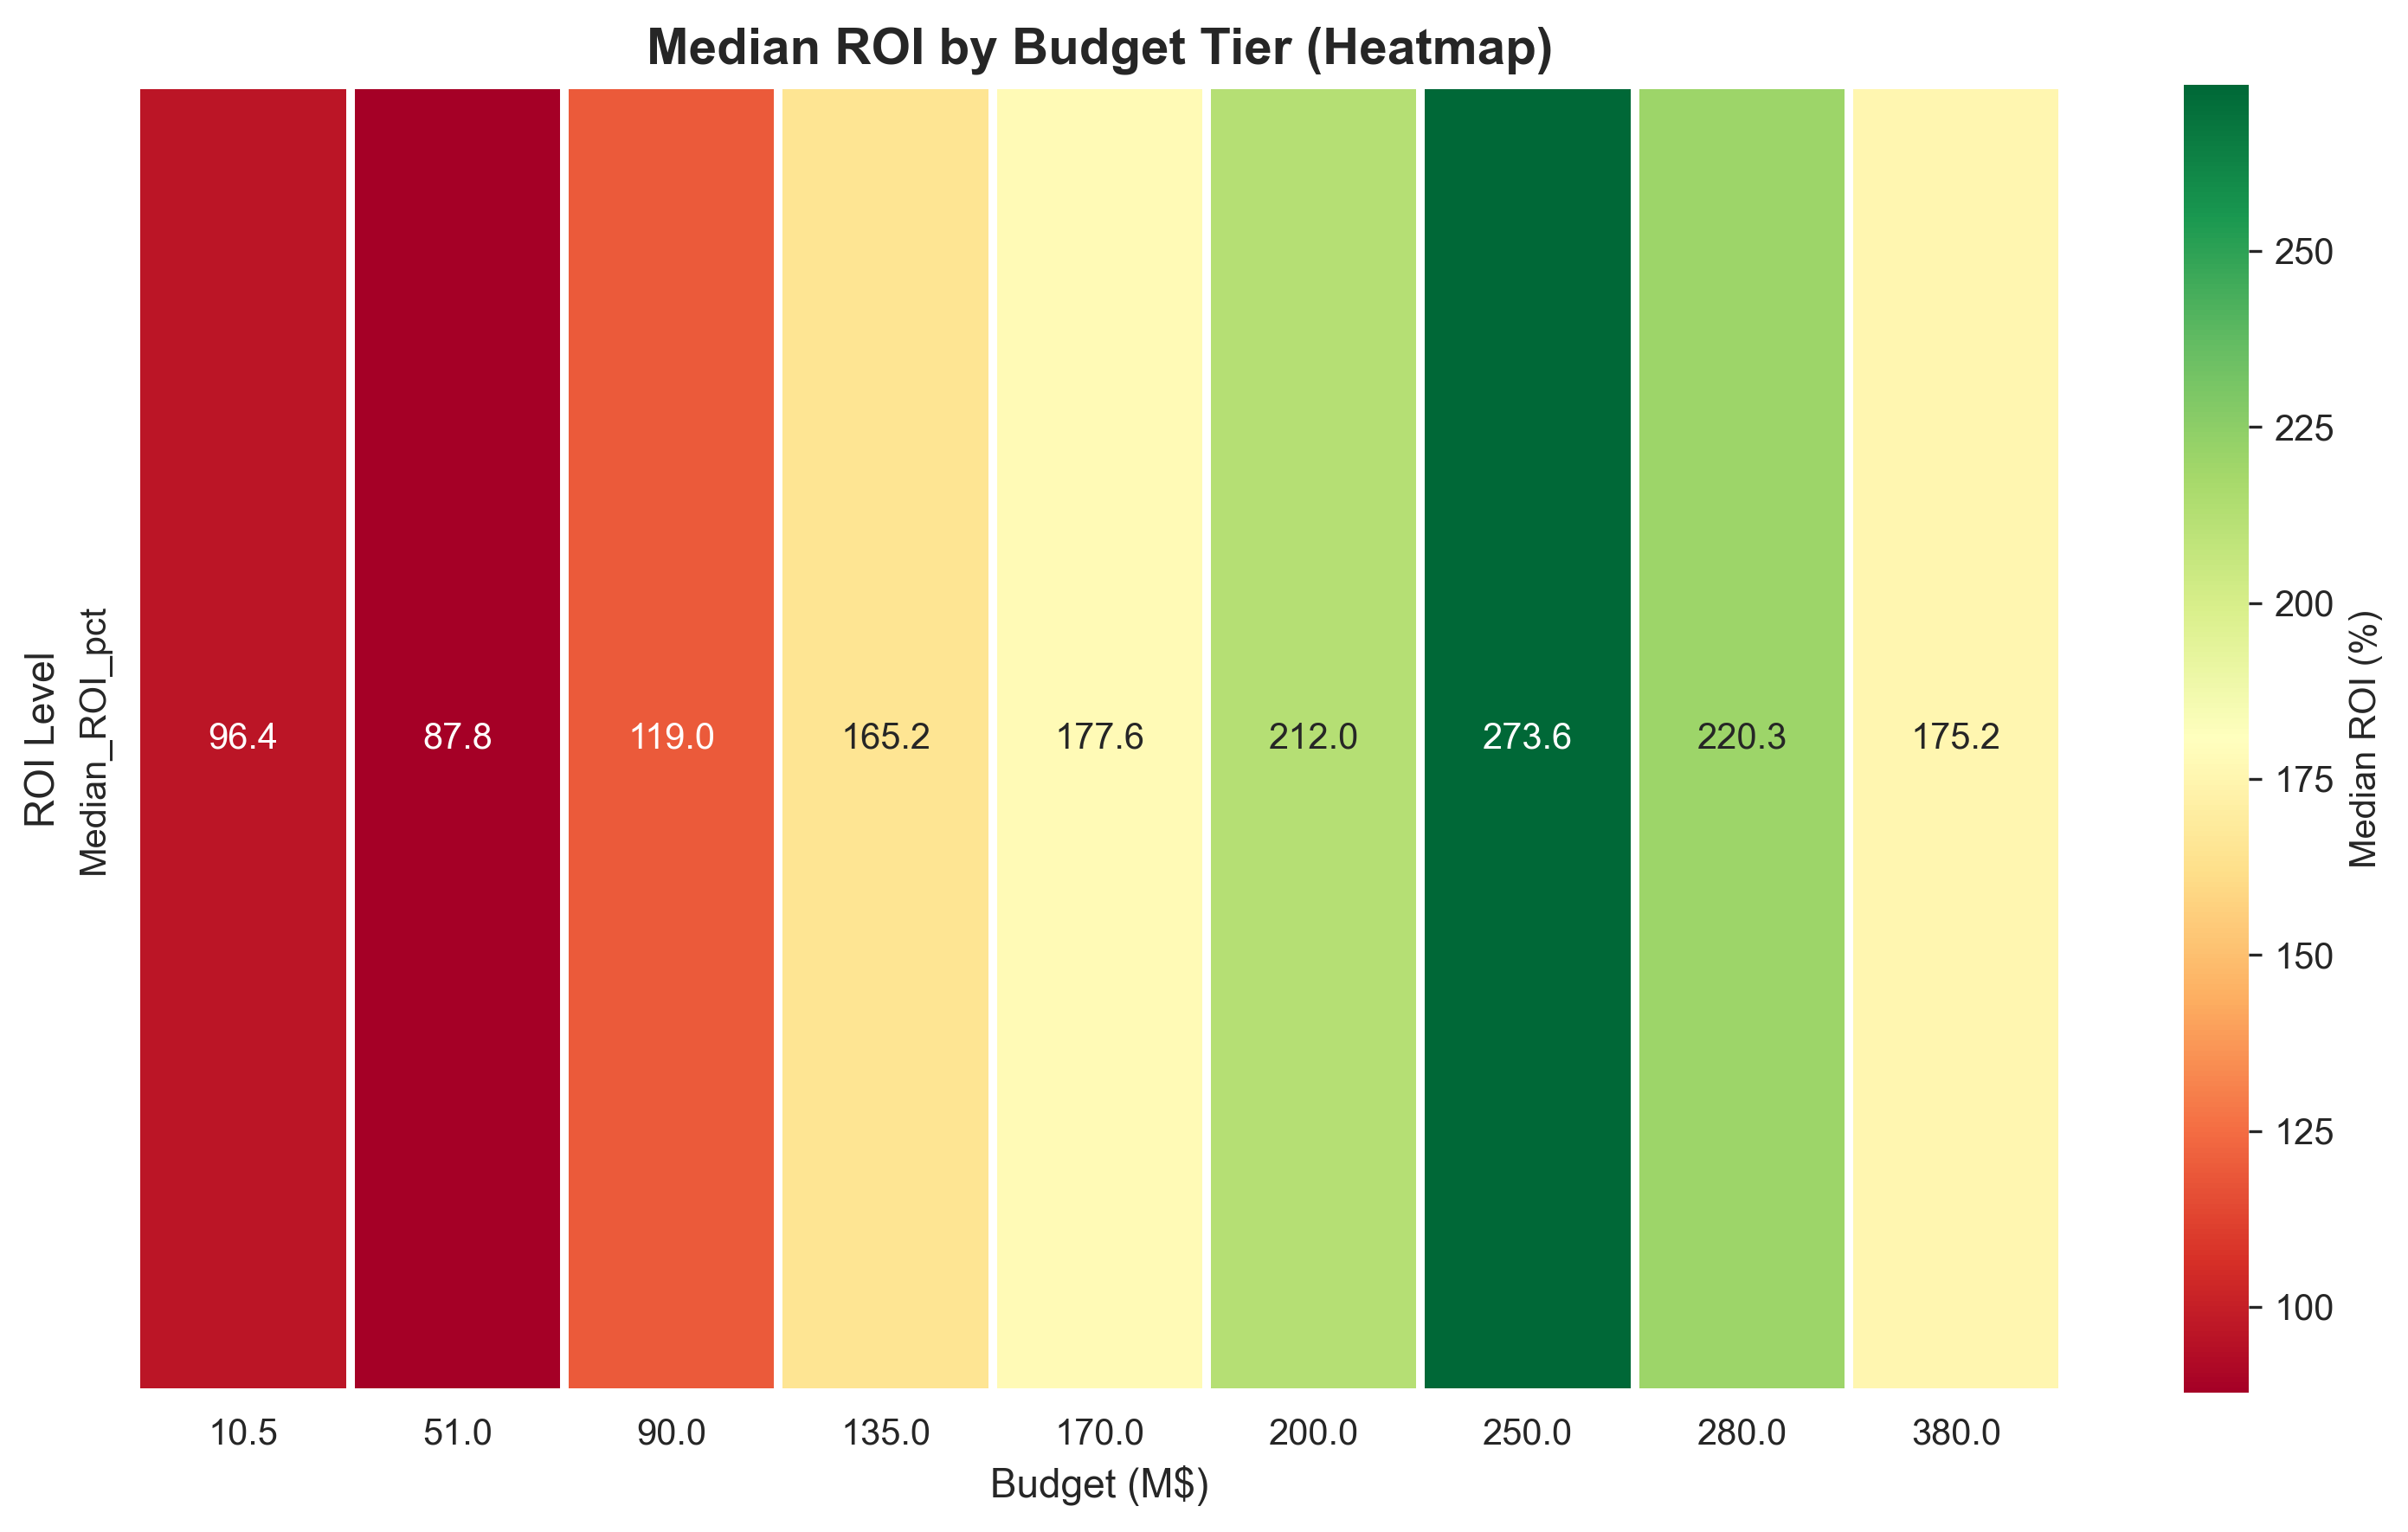 Median ROI by Budget Tier (Heatmap)
ROI Level
Median_ROI_pct
96.4 87.8 119.0 165.2 177.6 212.0 273.6 220.3 175.2
10.5 51.0 90.0 135.0 170.0 200.0 250.0 280.0 380.0
Budget (M$)
250
225
200
175
150
125
100
Median ROI (%)